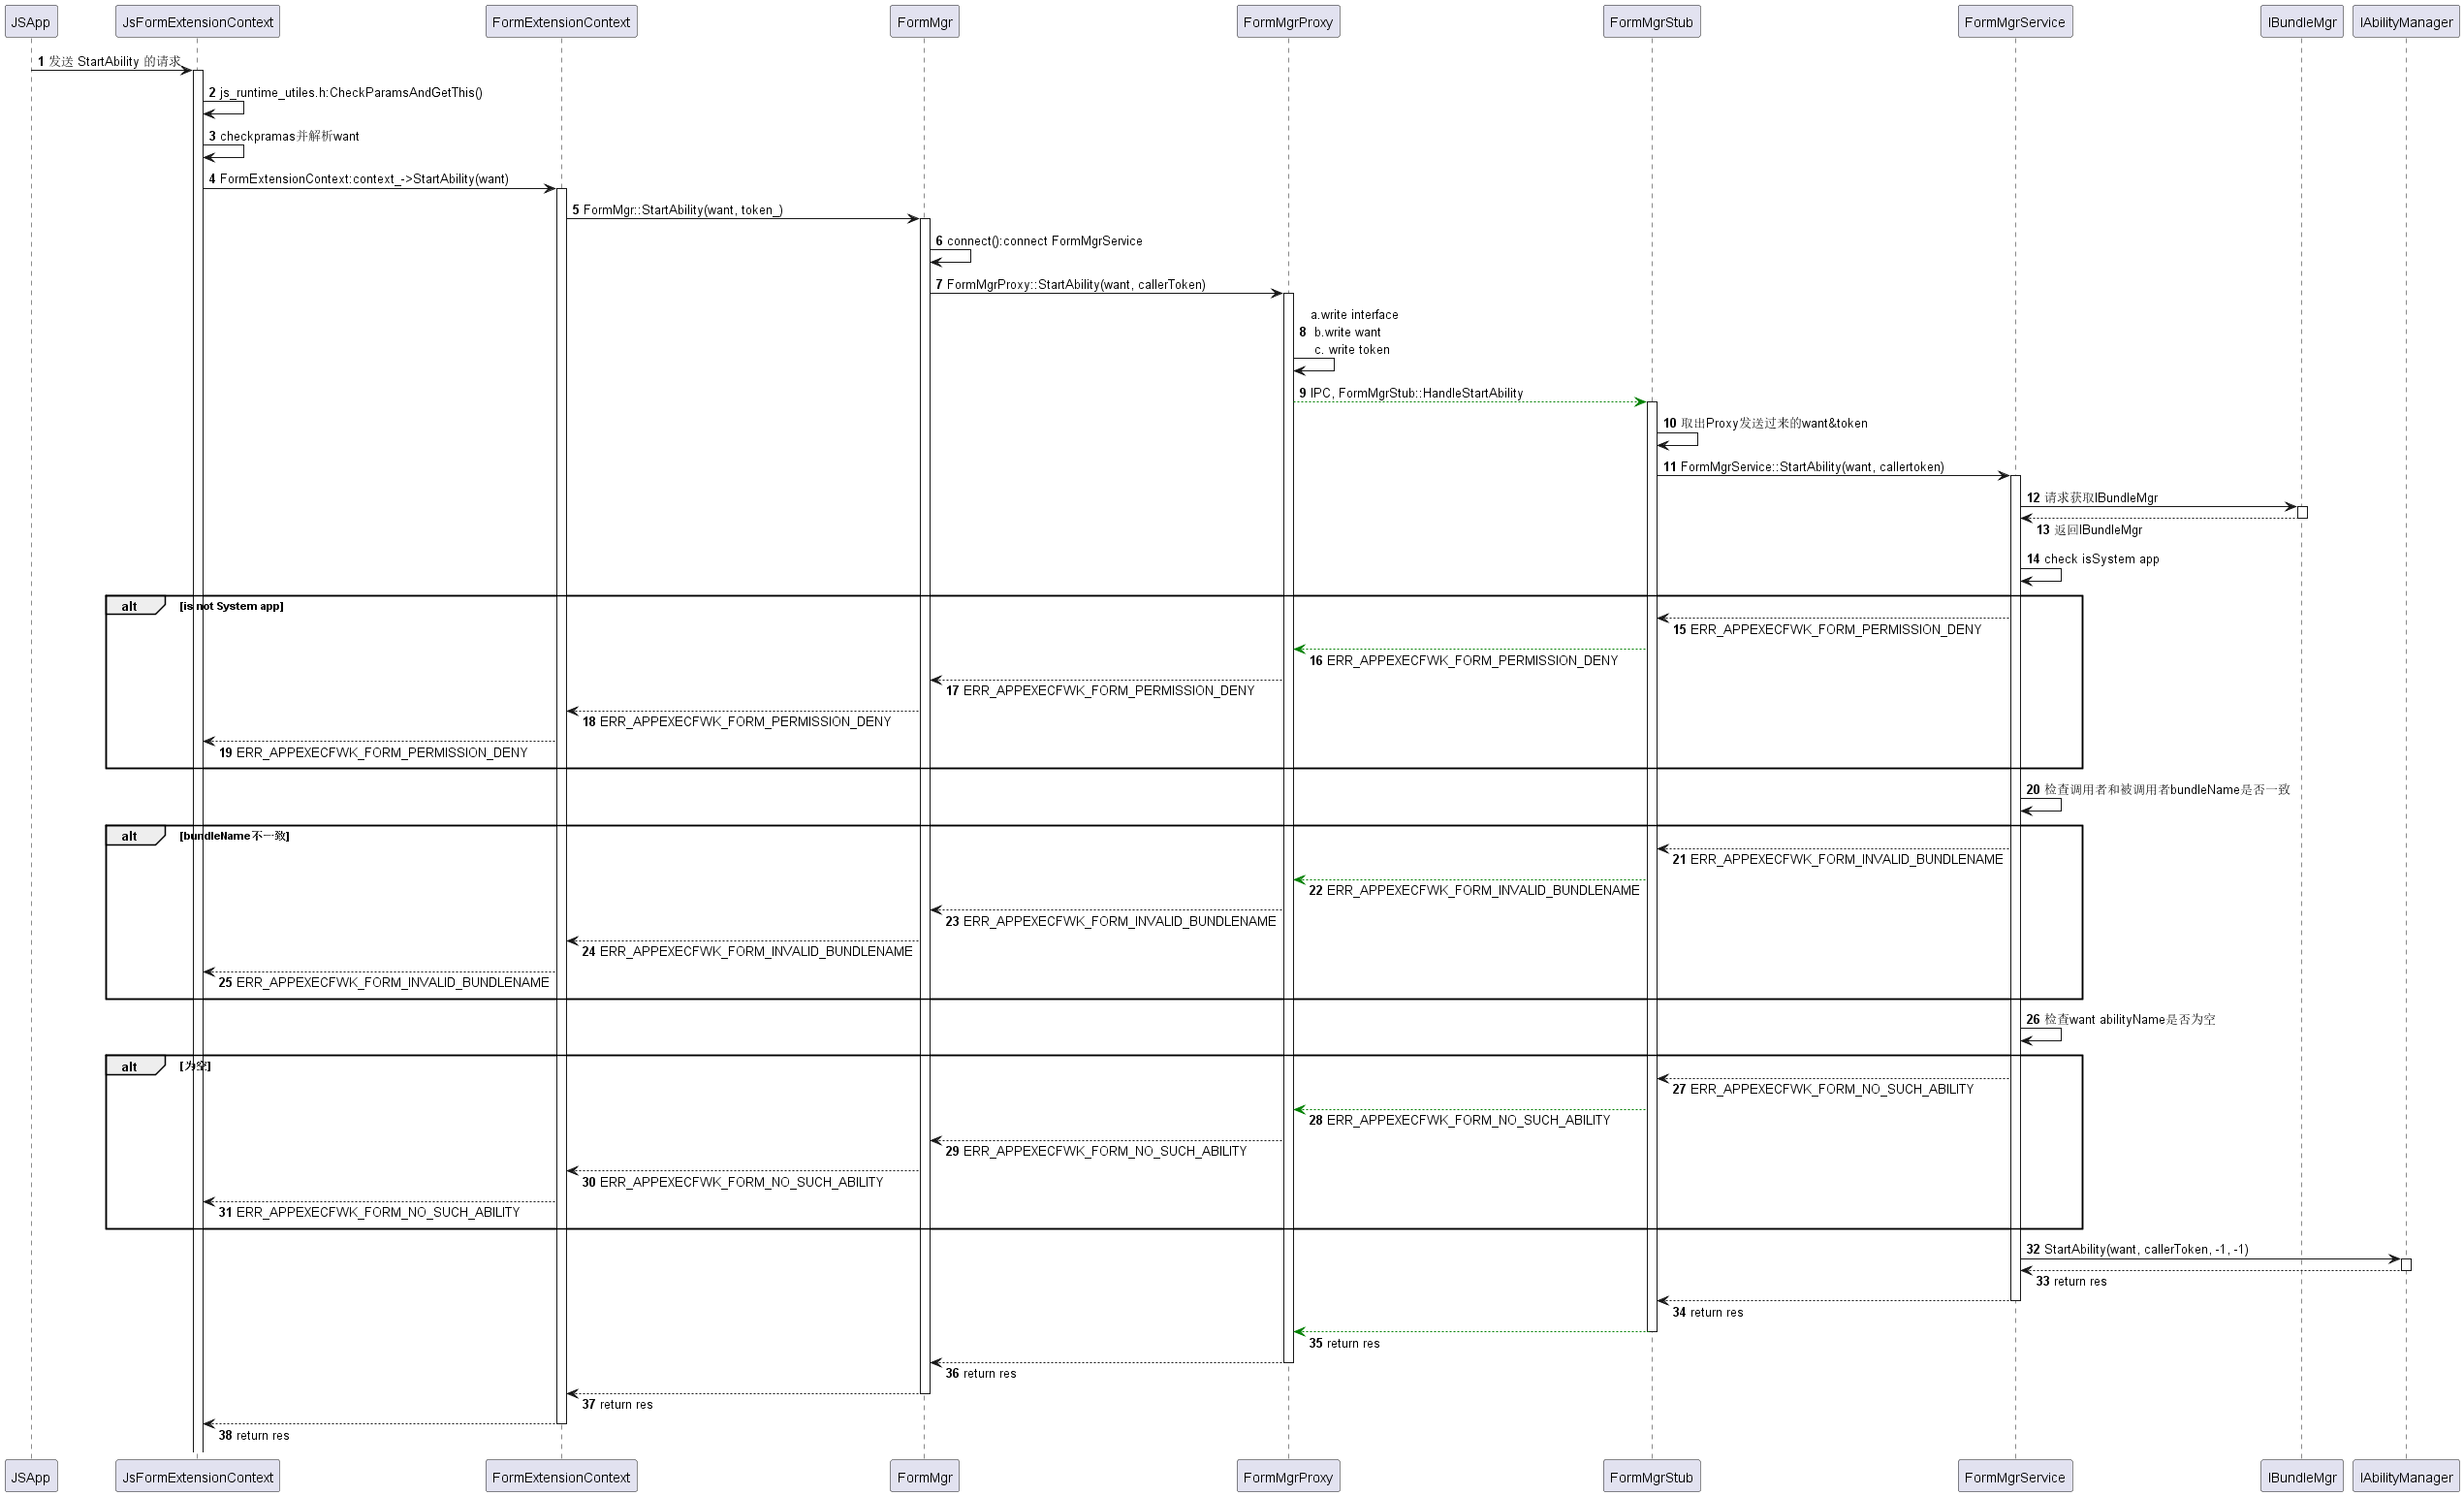 JSApp
JsFormExtensionContext
FormExtensionContext
FormMgr
FormMgrProxy
FormMgrStub
FormMgrService
IBundleMgr
IAbilityManager
1 发送 StartAbility 的请求
2 js_runtime_utiles.h:CheckParamsAndGetThis()
3 checkpramas并解析want
4 FormExtensionContext:context_->StartAbility(want)
5 FormMgr::StartAbility(want, token_)
6 connect():connect FormMgrService
7 FormMgrProxy::StartAbility(want, callerToken)
a.write interface
8 b.write want
c. write token
9 IPC, FormMgrStub::HandleStartAbility
10 取出Proxy发送过来的want&token
11 FormMgrService::StartAbility(want, callertoken)
12 请求获取IBundleMgr
13 返回IBundleMgr
14 check isSystem app
alt [is not System app]
15 ERR_APPEXECFWK_FORM_PERMISSION_DENY
16 ERR_APPEXECFWK_FORM_PERMISSION_DENY
17 ERR_APPEXECFWK_FORM_PERMISSION_DENY
18 ERR_APPEXECFWK_FORM_PERMISSION_DENY
19 ERR_APPEXECFWK_FORM_PERMISSION_DENY
20 检查调用者和被调用者bundleName是否一致
alt [bundleName不一致]
21 ERR_APPEXECFWK_FORM_INVALID_BUNDLENAME
22 ERR_APPEXECFWK_FORM_INVALID_BUNDLENAME
23 ERR_APPEXECFWK_FORM_INVALID_BUNDLENAME
24 ERR_APPEXECFWK_FORM_INVALID_BUNDLENAME
25 ERR_APPEXECFWK_FORM_INVALID_BUNDLENAME
26 检查want abilityName是否为空
alt [为空]
27 ERR_APPEXECFWK_FORM_NO_SUCH_ABILITY
28 ERR_APPEXECFWK_FORM_NO_SUCH_ABILITY
29 ERR_APPEXECFWK_FORM_NO_SUCH_ABILITY
30 ERR_APPEXECFWK_FORM_NO_SUCH_ABILITY
31 ERR_APPEXECFWK_FORM_NO_SUCH_ABILITY
32 StartAbility(want, callerToken, -1, -1)
33 return res
34 return res
35 return res
36 return res
37 return res
38 return res
JSApp
JsFormExtensionContext
FormExtensionContext
FormMgr
FormMgrProxy
FormMgrStub
FormMgrService
IBundleMgr
IAbilityManager